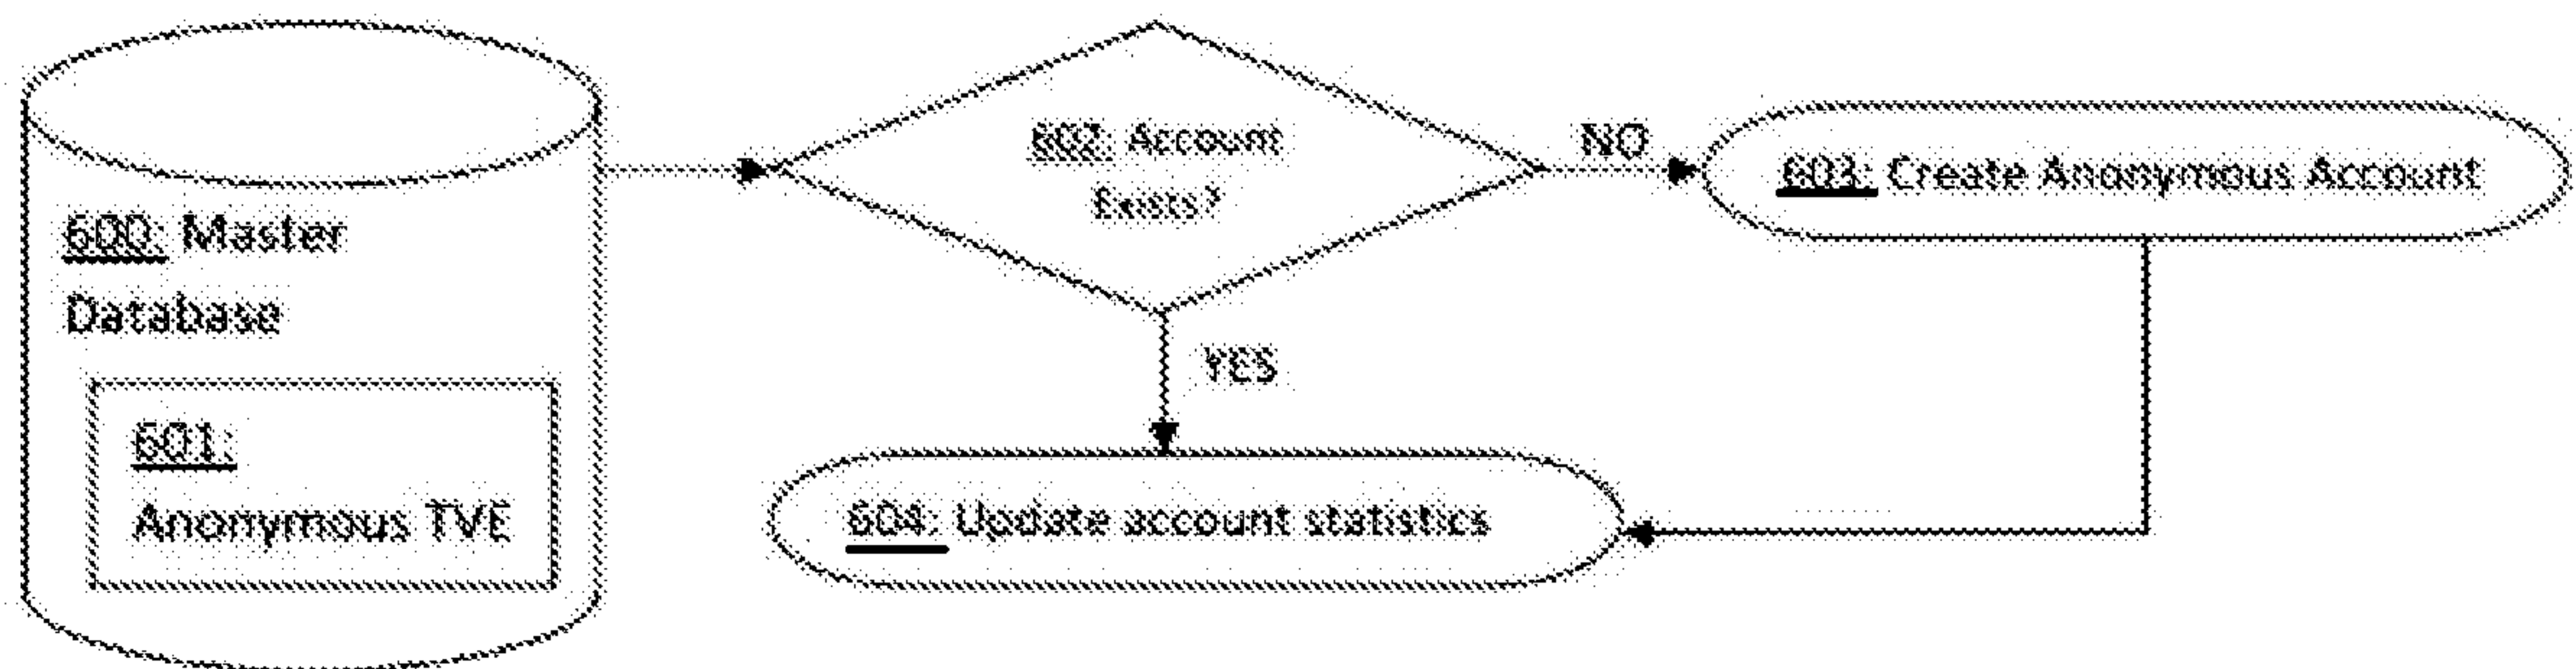 600: Master
Database
601:
Anonymous TVE
602: Account
Exists?
NO
603: Create Anonymous Account
YES
604: Update account statistics